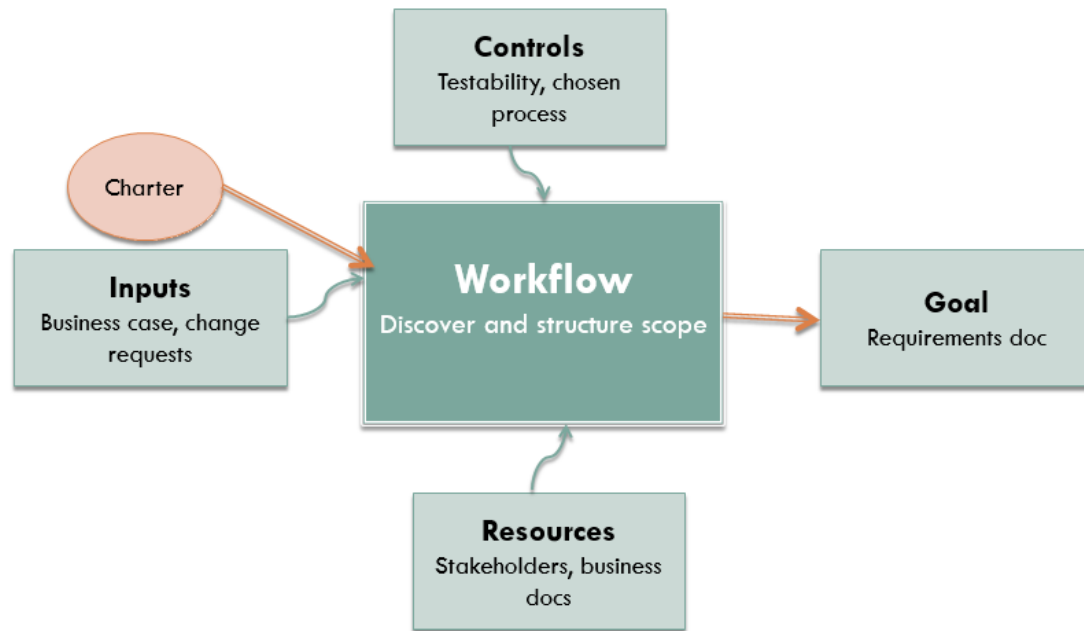 Controls
Testability, chosen
process
Charter
Inputs
Business case, change
requests
Workflow
Discover and structure scope
Goal
Requirements doc
Resources
Stakeholders, business
docs